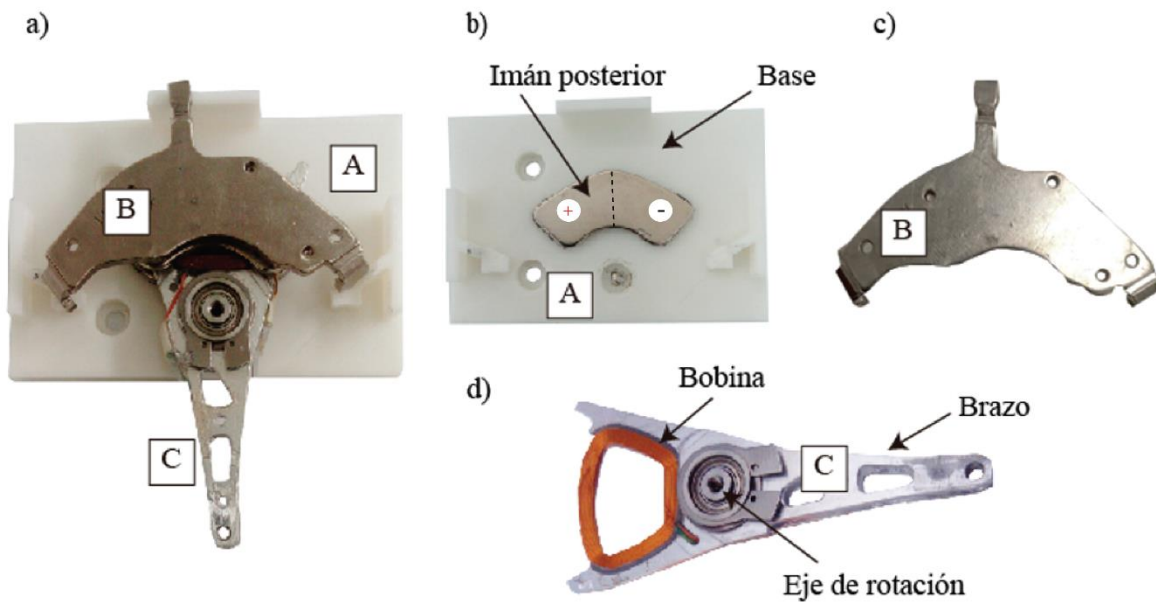 a)
A
B
C
b)
Imán posterior
Base
+
-
A
c)
B
d)
Bobina
Brazo
C
Eje de rotación